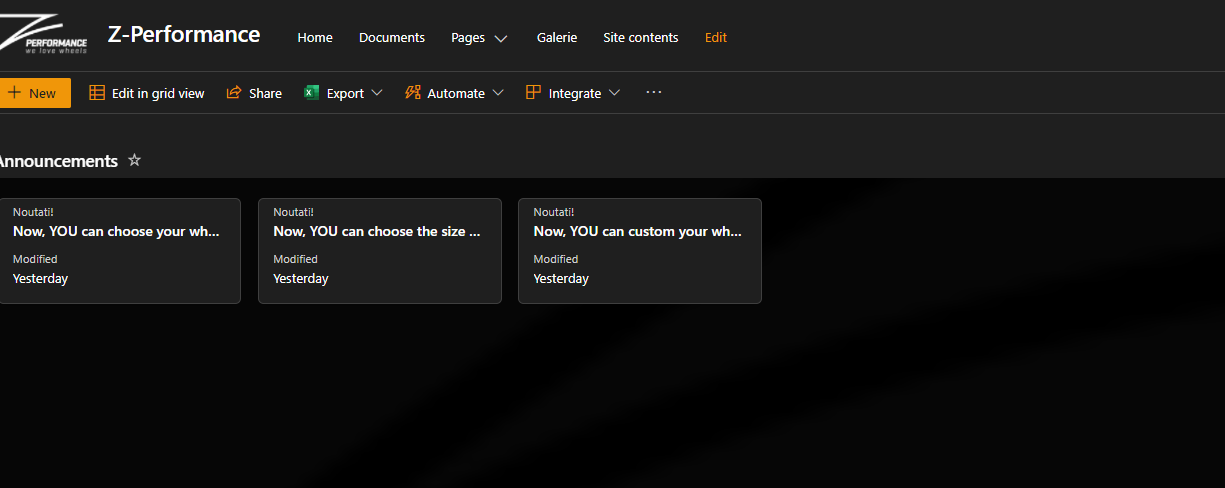 PERFORMANCE
we love wheels
Z-Performance
Home Documents Pages Galerie Site contents Edit
New Edit in grid view Share Export Automate Integrate ...
Announcements
Noutati!
Now, YOU can choose your wh...
Modified
Yesterday
Noutati!
Now, YOU can choose the size ...
Modified
Yesterday
Noutati!
Now, YOU can custom your wh...
Modified
Yesterday